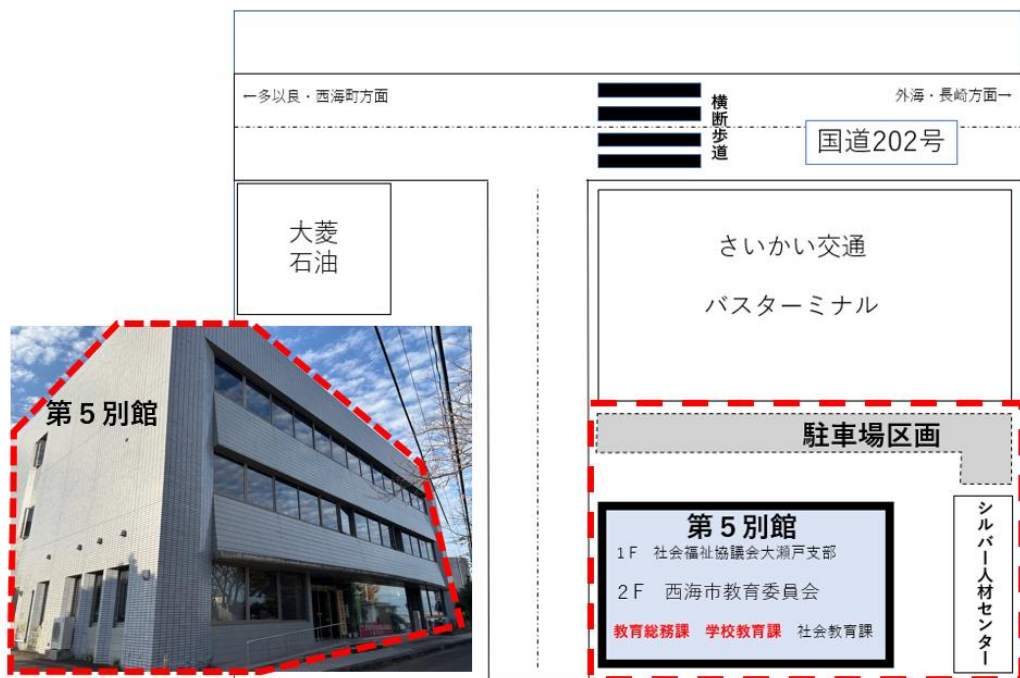 ←多以良・西海町方面
横断歩道
外海・長崎方面→
国道202号
大菱
石油
さいかい交通
バスターミナル
第５別館
駐車場区画
第５別館
１F　社会福祉協議会大瀬戸支部
２F　西海市教育委員会
教育総務課　学校教育課　社会教育課
シルバー人材センター